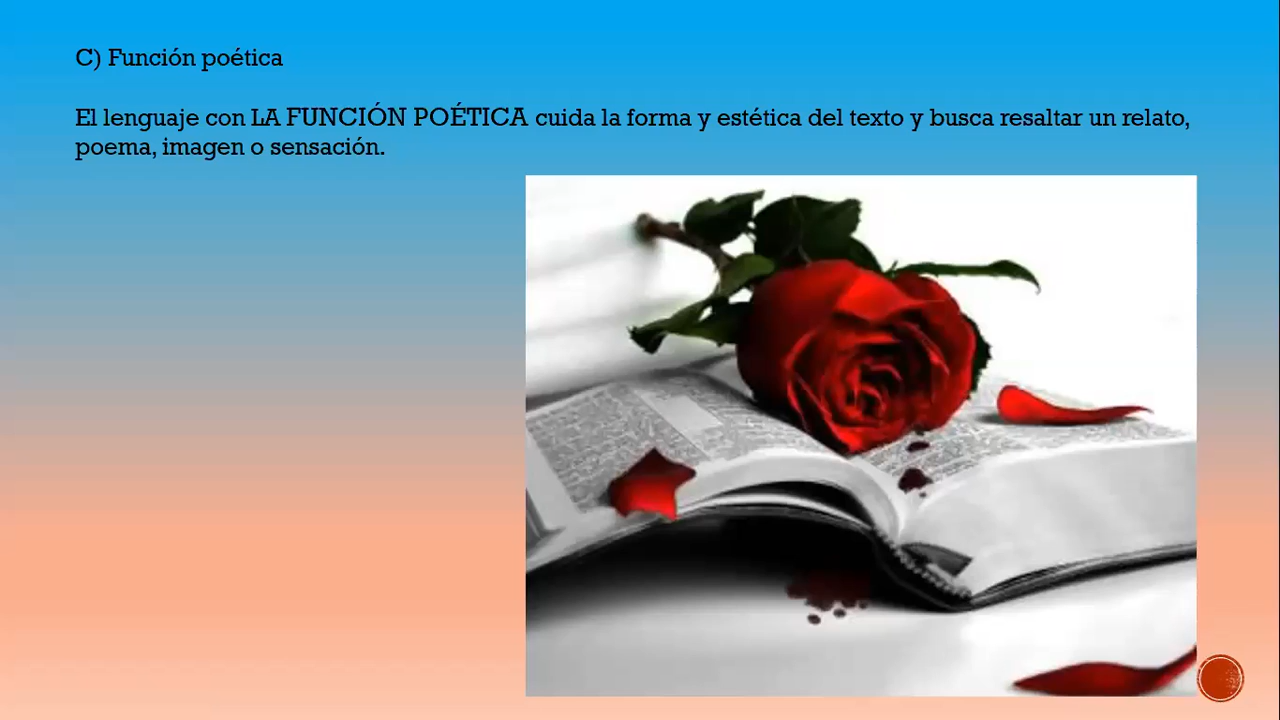 C) Función poética
El lenguaje con LA FUNCIÓN POÉTICA cuida la forma y estética del texto y busca resaltar un relato,
poema, imagen o sensación.